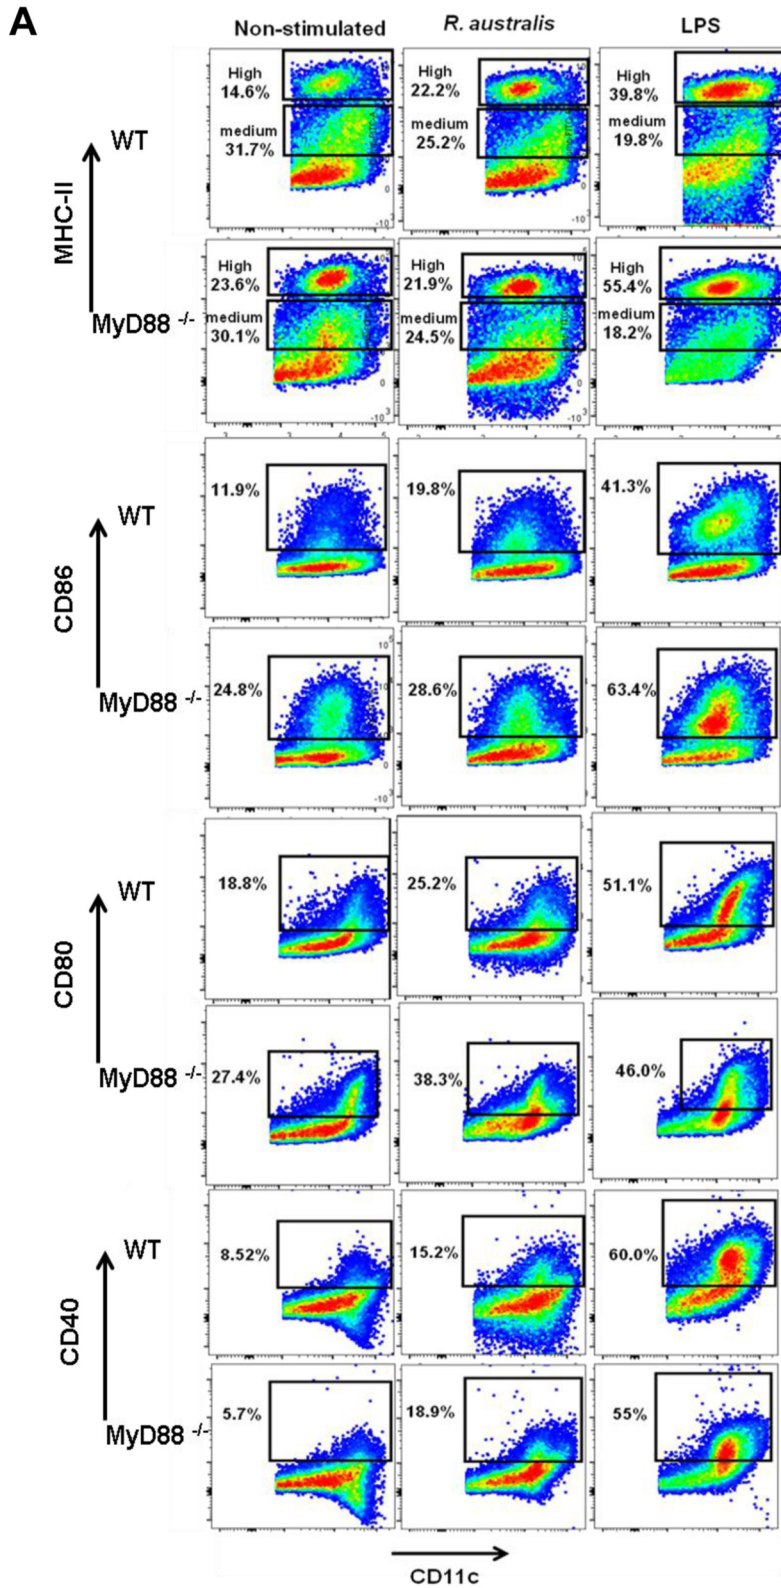 A
Non-stimulated R. australis LPS
High 14.6% High 22.2% High 39.8%
WT medium 31.7% medium 25.2% medium 19.8%
MHC-II
High 23.6% High 21.9% High 55.4%
MyD88 -/- medium 30.1% medium 24.5% medium 18.2%
WT 11.9% 19.8% 41.3%
CD86
MyD88 -/- 24.8% 28.6% 63.4%
WT 18.8% 25.2% 51.1%
CD80
MyD88 -/- 27.4% 38.3% 46.0%
WT 8.52% 15.2% 60.0%
CD40
MyD88 -/- 5.7% 18.9% 55%
CD11c